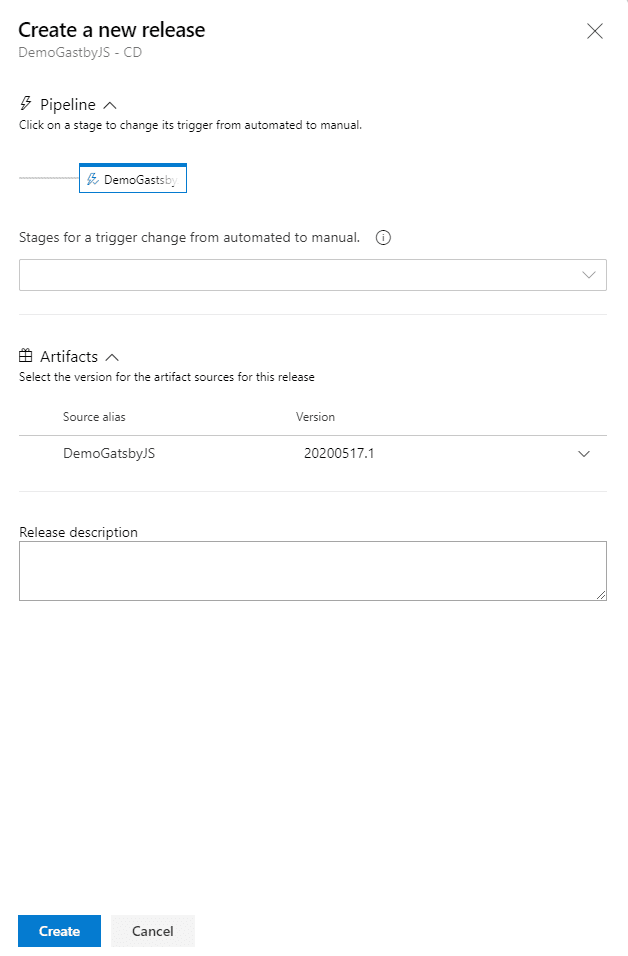 Create a new release
DemoGastbyJS - CD
Pipeline
Click on a stage to change its trigger from automated to manual.
DemoGastsby
Stages for a trigger change from automated to manual.
Artifacts
Select the version for the artifact sources for this release
Source alias Version
DemoGatsbyJS 20200517.1
Release description
Create Cancel